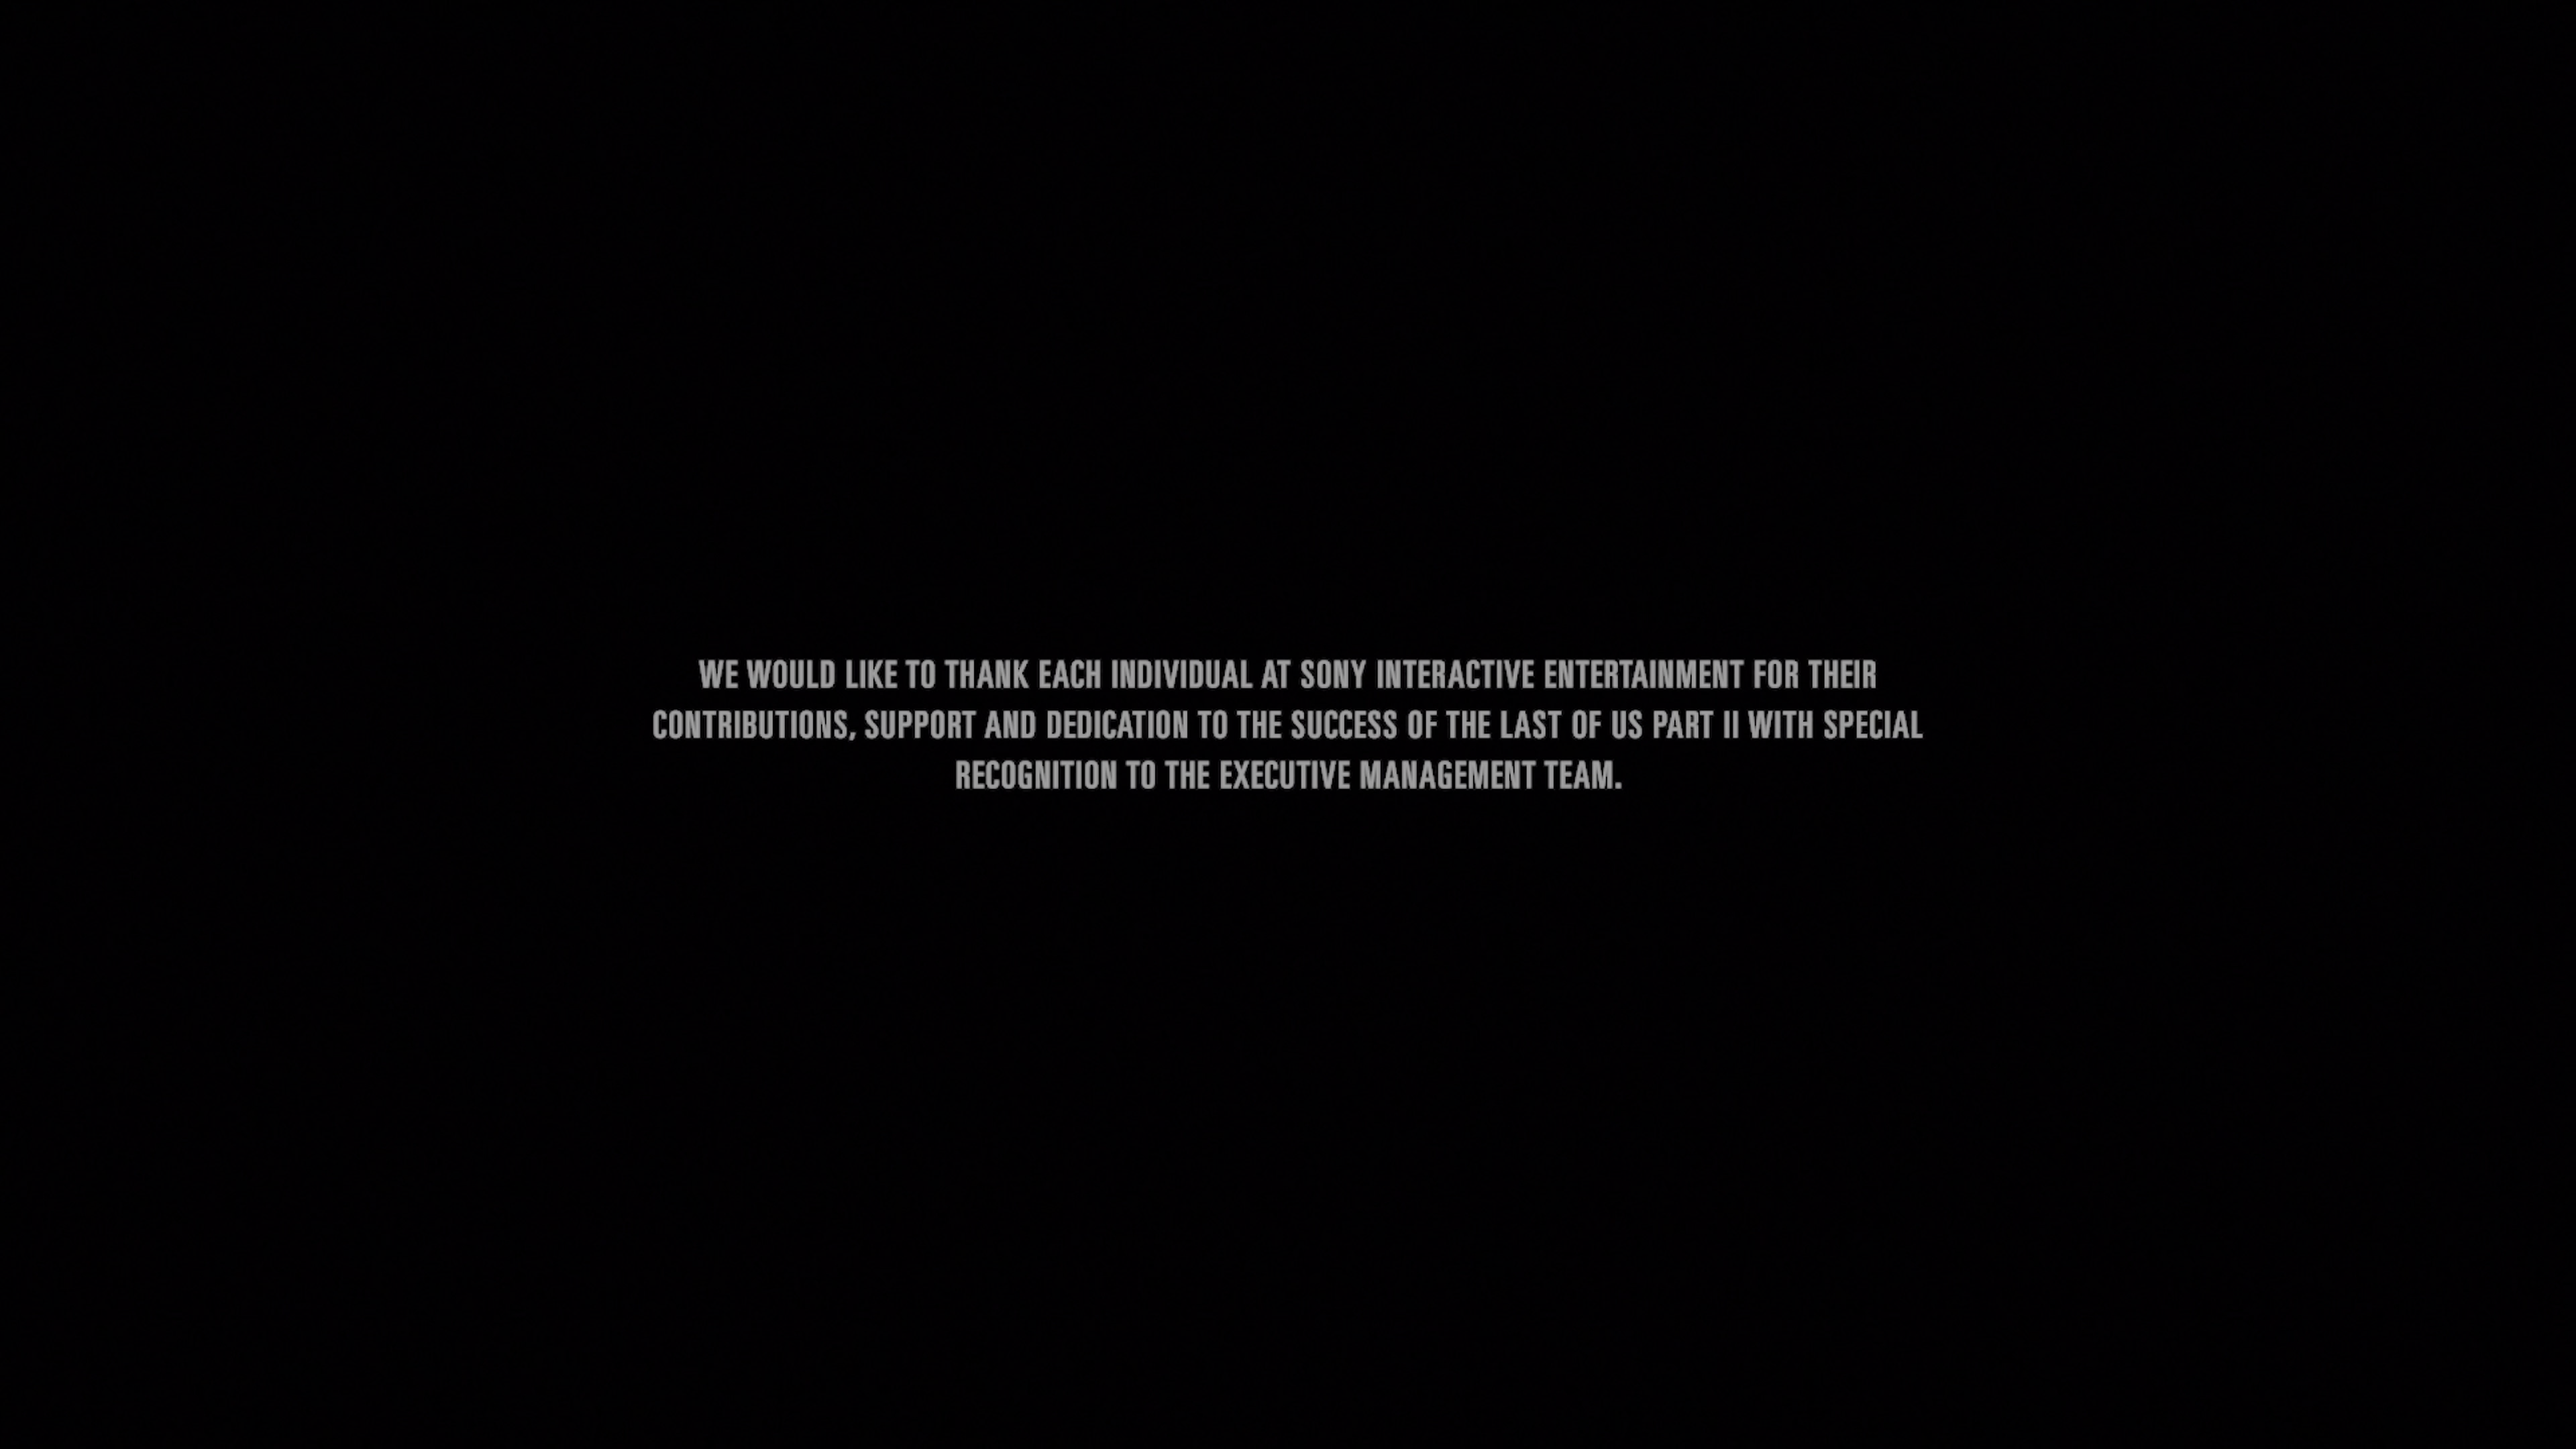 WE WOULD LIKE TO THANK EACH INDIVIDUAL AT SONY INTERACTIVE ENTERTAINMENT FOR THEIR
CONTRIBUTIONS, SUPPORT AND DEDICATION TO THE SUCCESS OF THE LAST OF US PART II WITH SPECIAL
RECOGNITION TO THE EXECUTIVE MANAGEMENT TEAM.